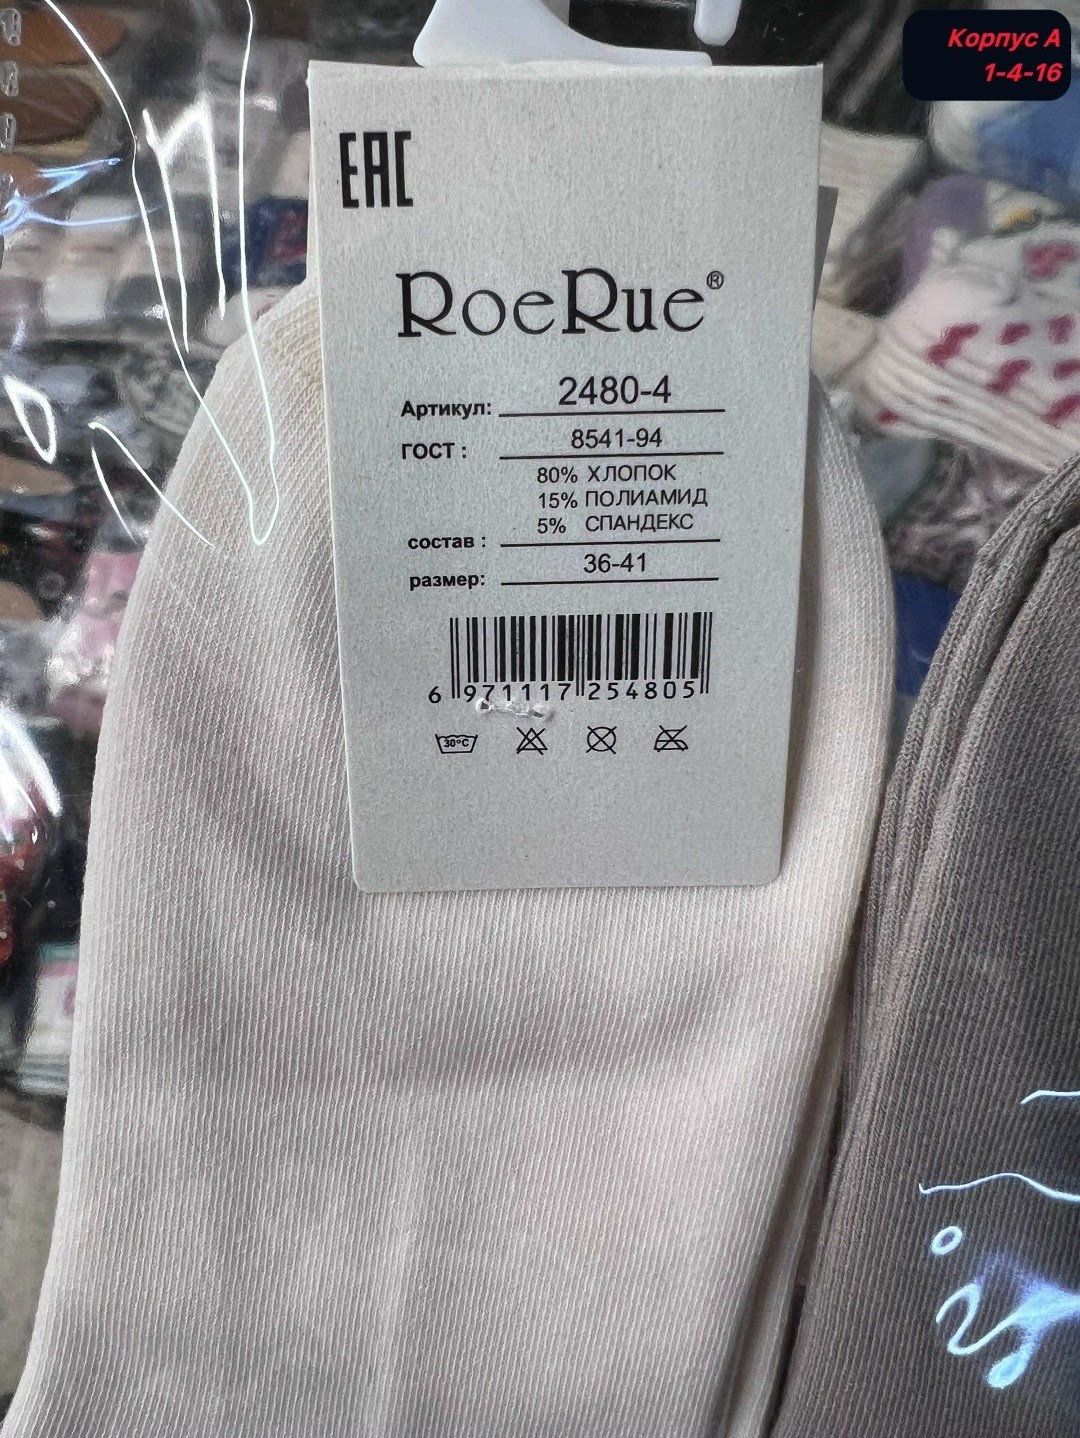 Корпус А
1-4-16
EAC
RoeRue®
Артикул: 2480-4
ГОСТ : 8541-94
80% ХЛОПОК
15% ПОЛИАМИД
5% СПАНДЕКС
состав :
размер: 36-41
6 971117 254805
30°C